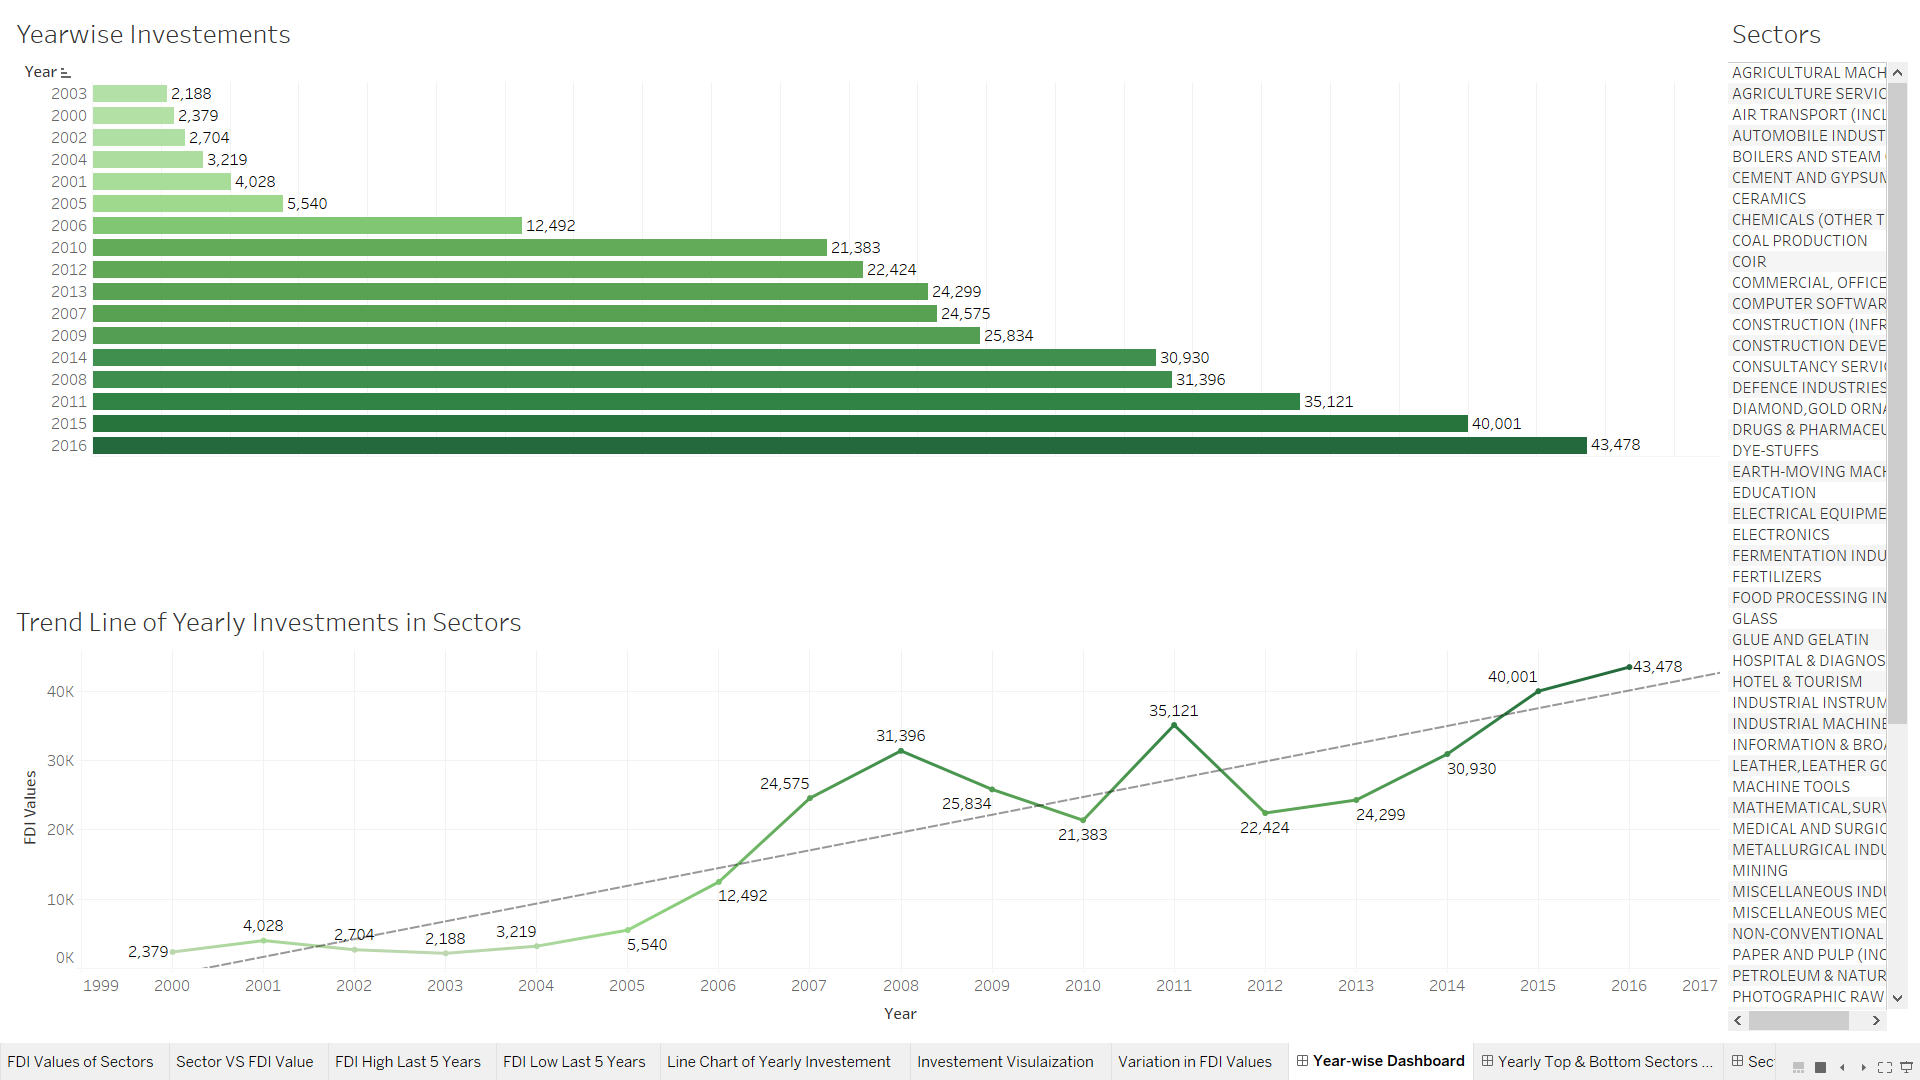 Yearwise Investements
Year
2003 2,188
2000 2,379
2002 2,704
2004 3,219
2001 4,028
2005 5,540
2006 12,492
2010 21,383
2012 22,424
2013 24,299
2007 24,575
2009 25,834
2014 30,930
2008 31,396
2011 35,121
2015 40,001
2016 43,478
Trend Line of Yearly Investments in Sectors
FDI Values
40K
30K
20K
10K
0K
2,379
4,028
2,704
2,188
3,219
5,540
12,492
24,575
31,396
25,834
21,383
35,121
22,424
24,299
30,930
40,001
43,478
1999 2000 2001 2002 2003 2004 2005 2006 2007 2008 2009 2010 2011 2012 2013 2014 2015 2016 2017
Year
Sectors
AGRICULTURAL MACH
AGRICULTURE SERVIC
AIR TRANSPORT (INCL
AUTOMOBILE INDUST
BOILERS AND STEAM
CEMENT AND GYPSUM
CERAMICS
CHEMICALS (OTHER T
COAL PRODUCTION
COIR
COMMERCIAL, OFFICE
COMPUTER SOFTWAR
CONSTRUCTION (INFR
CONSTRUCTION DEVE
CONSULTANCY SERVI
DEFENCE INDUSTRIES
DIAMOND,GOLD ORNA
DRUGS & PHARMACEU
DYE-STUFFS
EARTH-MOVING MACH
EDUCATION
ELECTRICAL EQUIPME
ELECTRONICS
FERMENTATION INDU
FERTILIZERS
FOOD PROCESSING IN
GLASS
GLUE AND GELATIN
HOSPITAL & DIAGNOS
HOTEL & TOURISM
INDUSTRIAL INSTRUM
INDUSTRIAL MACHINE
INFORMATION & BROA
LEATHER,LEATHER GO
MACHINE TOOLS
MATHEMATICAL,SURV
MEDICAL AND SURGIC
METALLURGICAL INDU
MINING
MISCELLANEOUS INDU
MISCELLANEOUS MEC
NON-CONVENTIONAL
PAPER AND PULP (INC
PETROLEUM & NATUR
PHOTOGRAPHIC RAW
FDI Values of Sectors
Sector VS FDI Value
FDI High Last 5 Years
FDI Low Last 5 Years
Line Chart of Yearly Investement
Investement Visulaization
Variation in FDI Values
Year-wise Dashboard
Yearly Top & Bottom Sectors ...
Sec